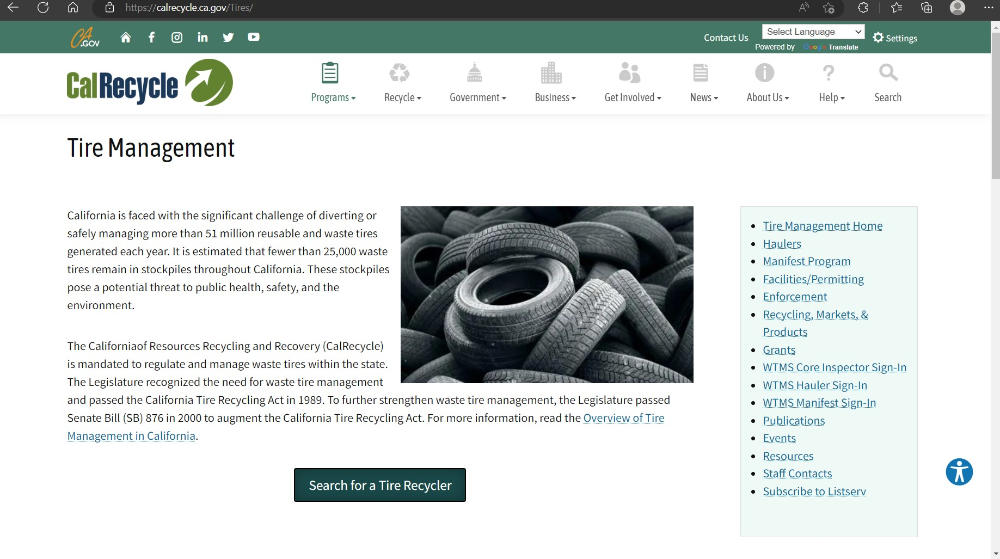 https://calrecycle.ca.gov/Tires/
CA.GOV
Contact Us
Select Language
Settings
Powered by Google Translate
CalRecycle
Programs
Recycle
Government
Business
Get Involved
News
About Us
Help
Search
Tire Management
California is faced with the significant challenge of diverting or
safely managing more than 51 million reusable and waste tires
generated each year. It is estimated that fewer than 25,000 waste
tires remain in stockpiles throughout California. These stockpiles
pose a potential threat to public health, safety, and the
environment.
The Californiaof Resources Recycling and Recovery (CalRecycle)
is mandated to regulate and manage waste tires within the state.
The Legislature recognized the need for waste tire management
and passed the California Tire Recycling Act in 1989. To further strengthen waste tire management, the Legislature passed
Senate Bill (SB) 876 in 2000 to augment the California Tire Recycling Act. For more information, read the Overview of Tire
Management in California.
Search for a Tire Recycler
Tire Management Home
Haulers
Manifest Program
Facilities/Permitting
Enforcement
Recycling, Markets, &
Products
Grants
WTMS Core Inspector Sign-In
WTMS Hauler Sign-In
WTMS Manifest Sign-In
Publications
Events
Resources
Staff Contacts
Subscribe to Listserv